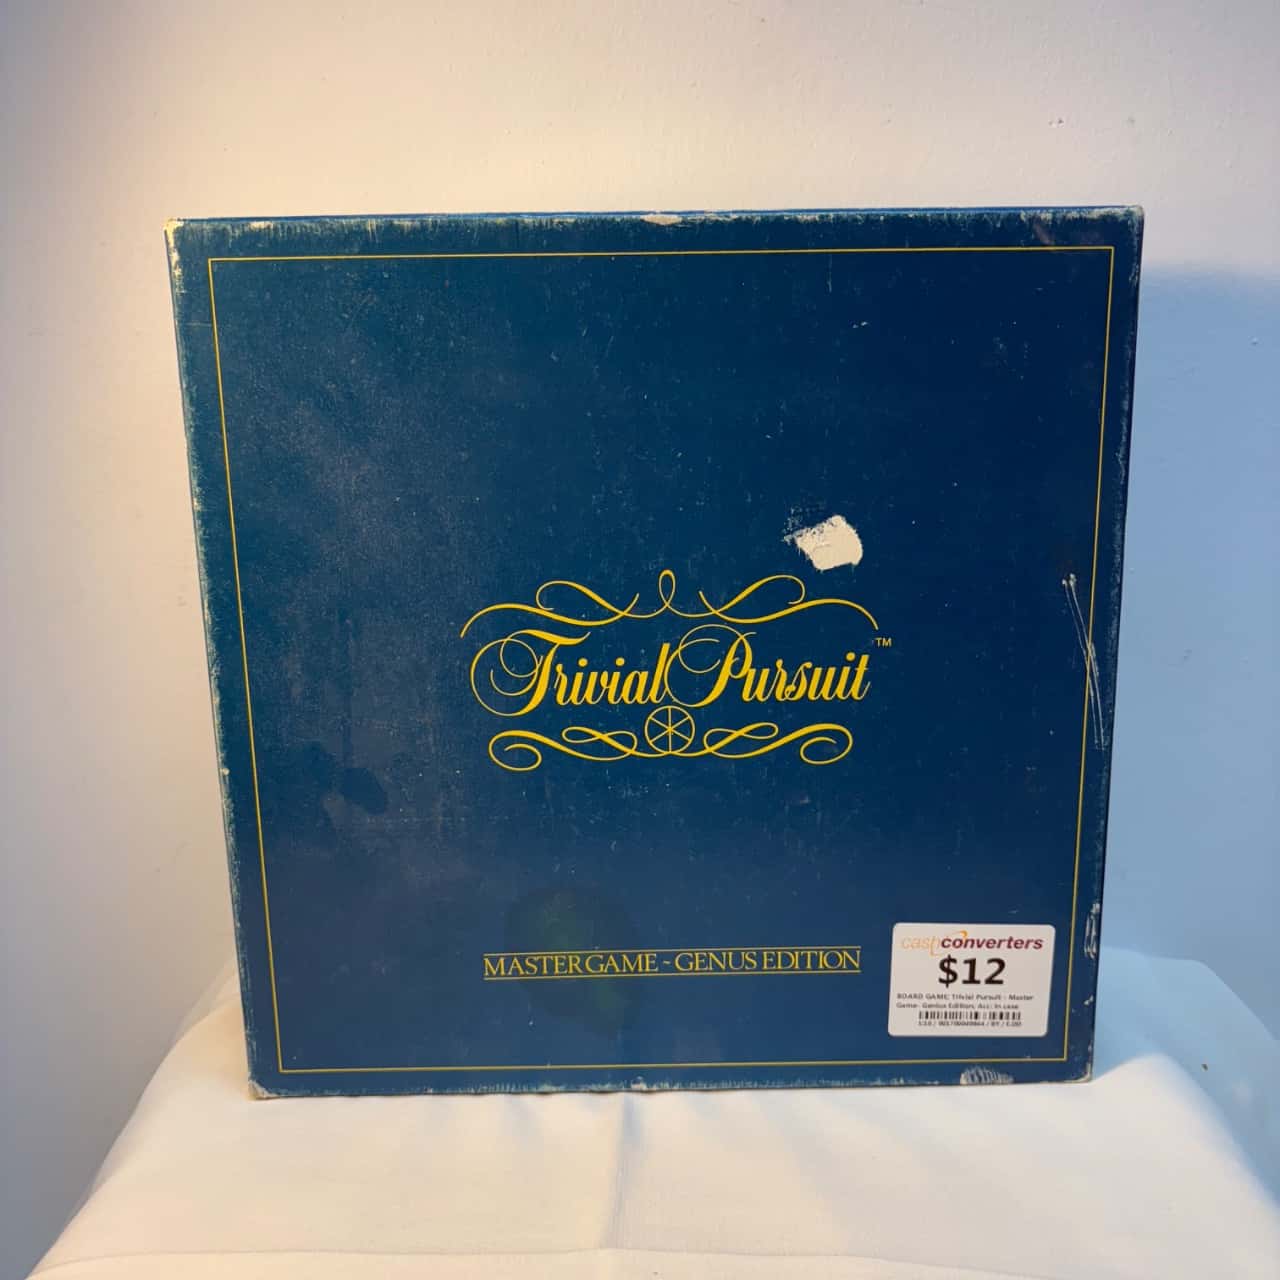 Trivial Pursuit™
MASTER GAME ~ GENUS EDITION
cash converters
$12
BOARD GAME: Trivial Pursuit - Master
Game- Genius Edition; Acc: In case